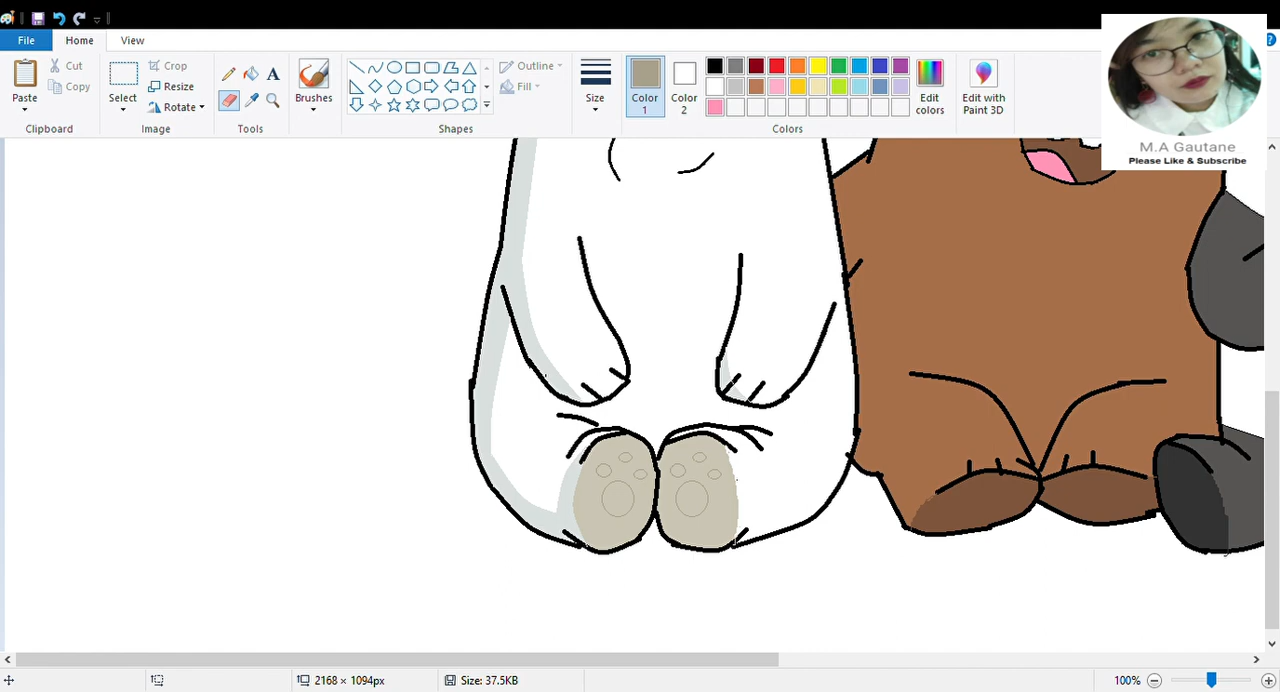 File Home View
Paste
Cut
Copy
Clipboard
Select
Crop
Resize
Rotate
Image
Tools
Brushes
Outline
Fill
Shapes
Size
Color 1
Color 2
Edit colors
Edit with Paint 3D
Colors
M.A Gautane
Please Like & Subscribe
2168 × 1094px
Size: 37.5KB
100%